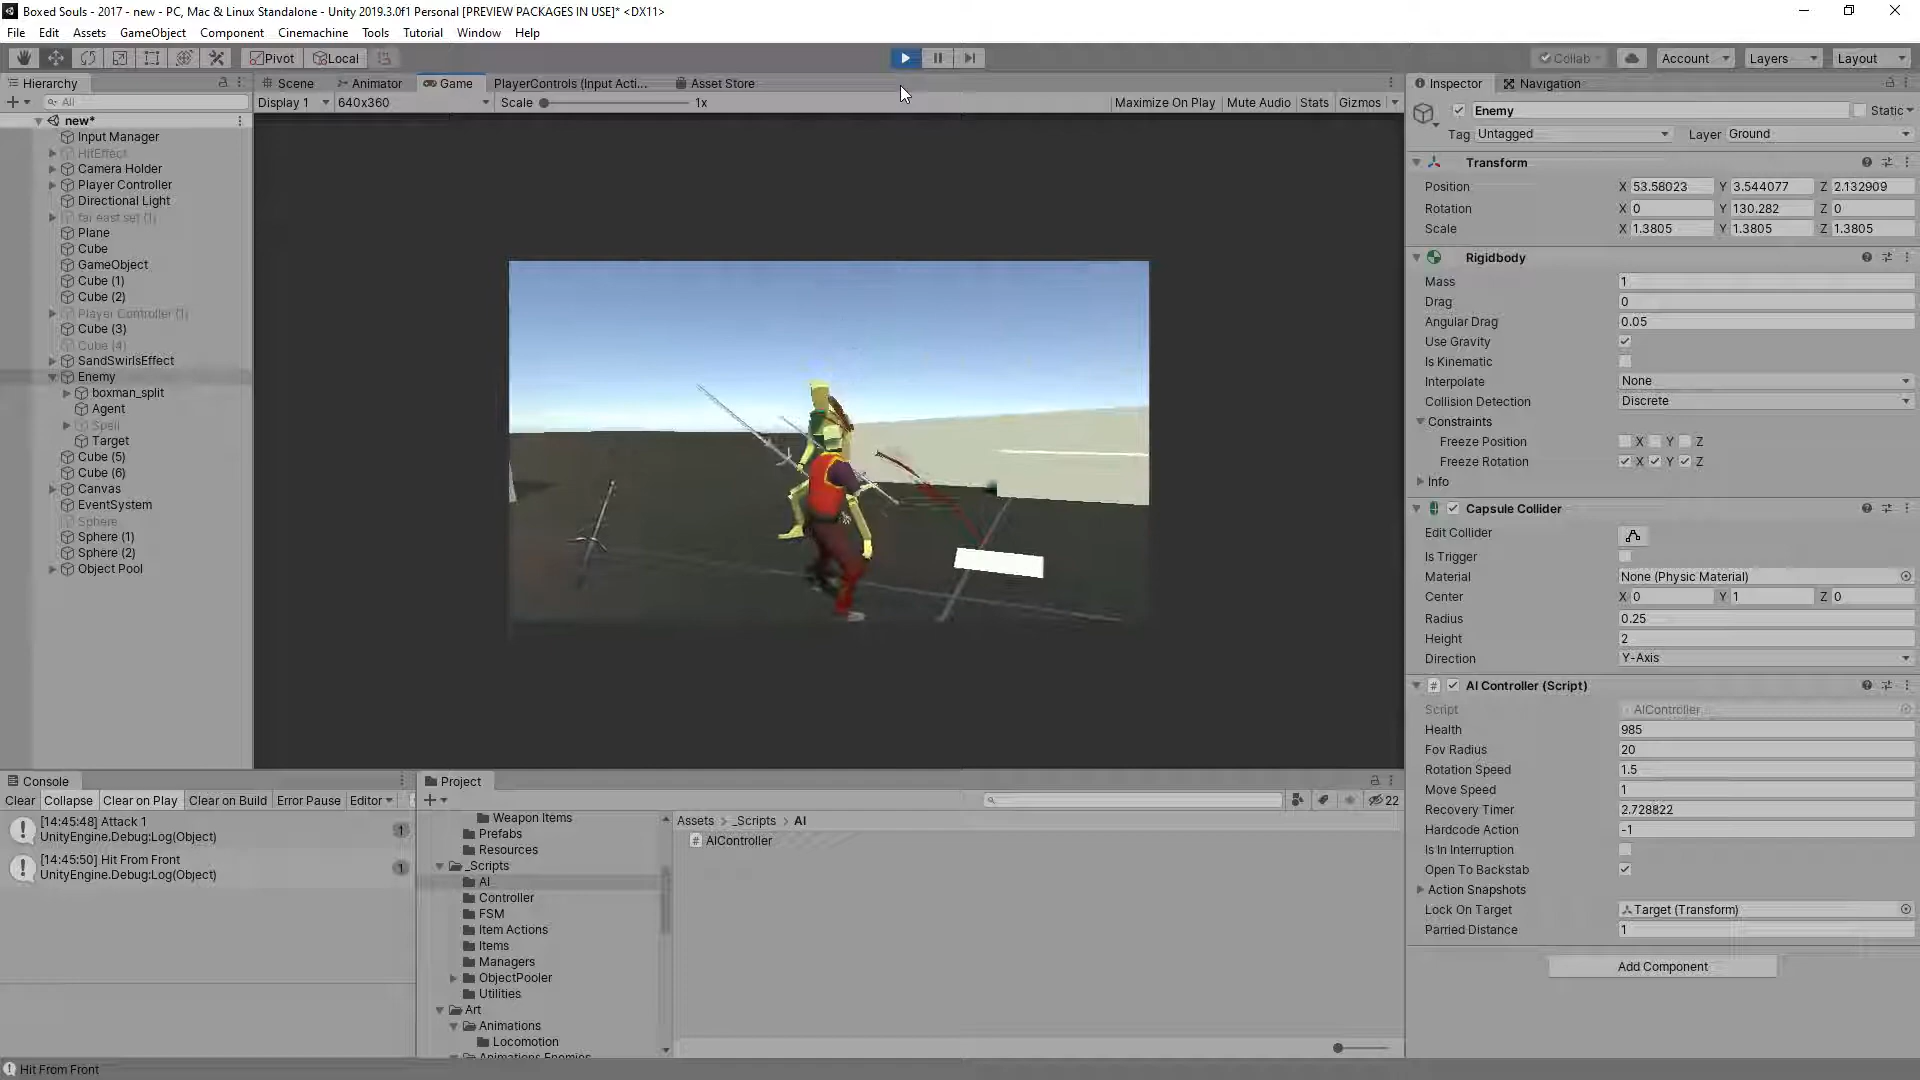 Boxed Souls - 2017 - new - PC, Mac & Linux Standalone - Unity 2019.3.0f1 Personal [PREVIEW PACKAGES IN USE]* <DX11>
File Edit Assets GameObject Component Cinemachine Tools Tutorial Window Help
Pivot Local Collab Account Layers Layout
Hierarchy Scene Animator Game PlayerControls (Input Acti... Asset Store Inspector Navigation
All
Display 1 640x360 Scale 1x Maximize On Play Mute Audio Stats Gizmos
new*
Input Manager
HitEffect
Camera Holder
Player Controller
Directional Light
far east set (1)
Plane
Cube
GameObject
Cube (1)
Cube (2)
Player Controller (1)
Cube (3)
Cube (4)
SandSwirlsEffect
Enemy
boxman_split
Agent
Spell
Target
Cube (5)
Cube (6)
Canvas
EventSystem
Sphere
Sphere (1)
Sphere (2)
Object Pool
Enemy Static
Tag Untagged Layer Ground
Transform
Position X 53.58023 Y 3.544077 Z 2.132909
Rotation X 0 Y 130.282 Z 0
Scale X 1.3805 Y 1.3805 Z 1.3805
Rigidbody
Mass 1
Drag 0
Angular Drag 0.05
Use Gravity
Is Kinematic
Interpolate None
Collision Detection Discrete
Constraints
Freeze Position X Y Z
Freeze Rotation X Y Z
Info
Capsule Collider
Edit Collider
Is Trigger
Material None (Physic Material)
Center X 0 Y 1 Z 0
Radius 0.25
Height 2
Direction Y-Axis
# AI Controller (Script)
Script AIController
Health 985
Fov Radius 20
Rotation Speed 1.5
Move Speed 1
Recovery Timer 2.728822
Hardcode Action -1
Is In Interruption
Open To Backstab
Action Snapshots
Lock On Target Target (Transform)
Parried Distance 1
Add Component
Console
Clear Collapse Clear on Play Clear on Build Error Pause Editor
[14:45:48] Attack 1
UnityEngine.Debug:Log(Object)
1
[14:45:50] Hit From Front
UnityEngine.Debug:Log(Object)
1
Project
22
Weapon Items
Prefabs
Resources
_Scripts
AI
Controller
FSM
Item Actions
Items
Managers
ObjectPooler
Utilities
Art
Animations
Locomotion
Animations Enemies
Assets > _Scripts > AI
# AIController
Hit From Front